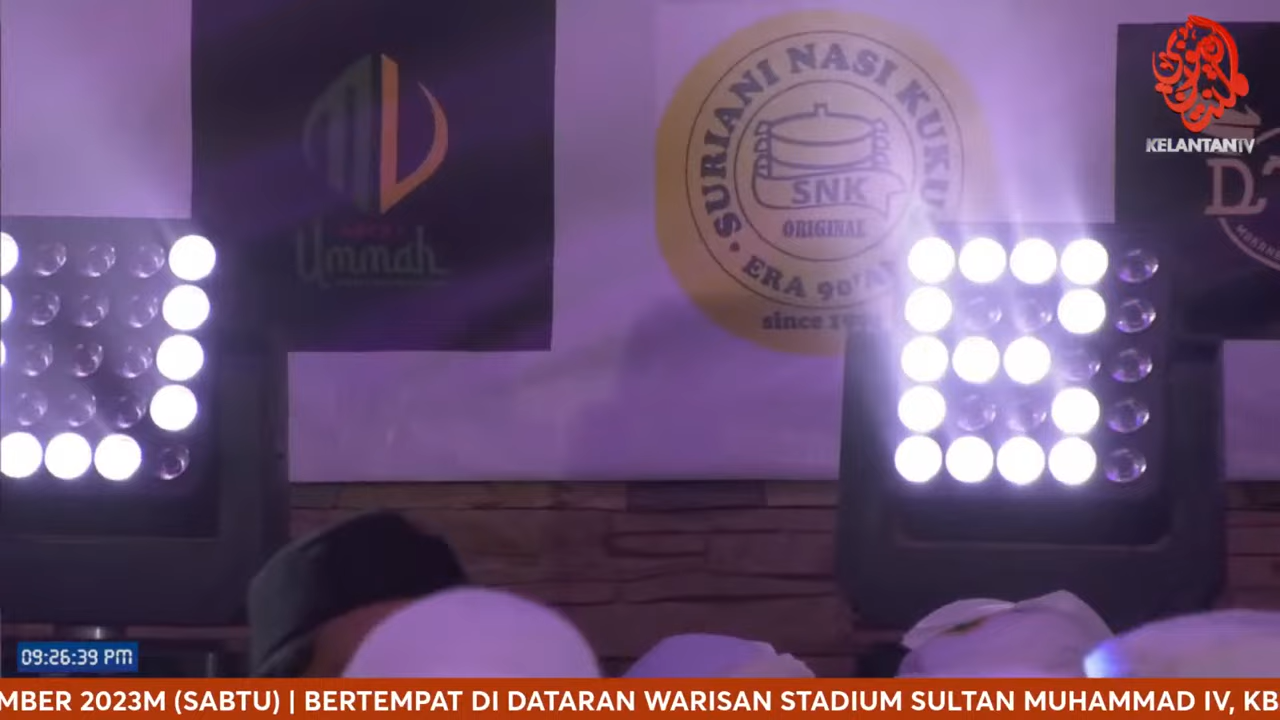 Ummah
SURIANI NASI KUKU
SNK
ORIGINAL
ERA 90'AN
since
KELANTANTV
B
09:26:39 PM
MBER 2023M (SABTU) | BERTEMPAT DI DATARAN WARISAN STADIUM SULTAN MUHAMMAD IV, KB